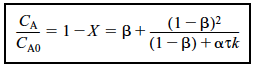 C_A/C_A0 = 1 − X = β + (1 − β)²/((1 − β) + ατk)